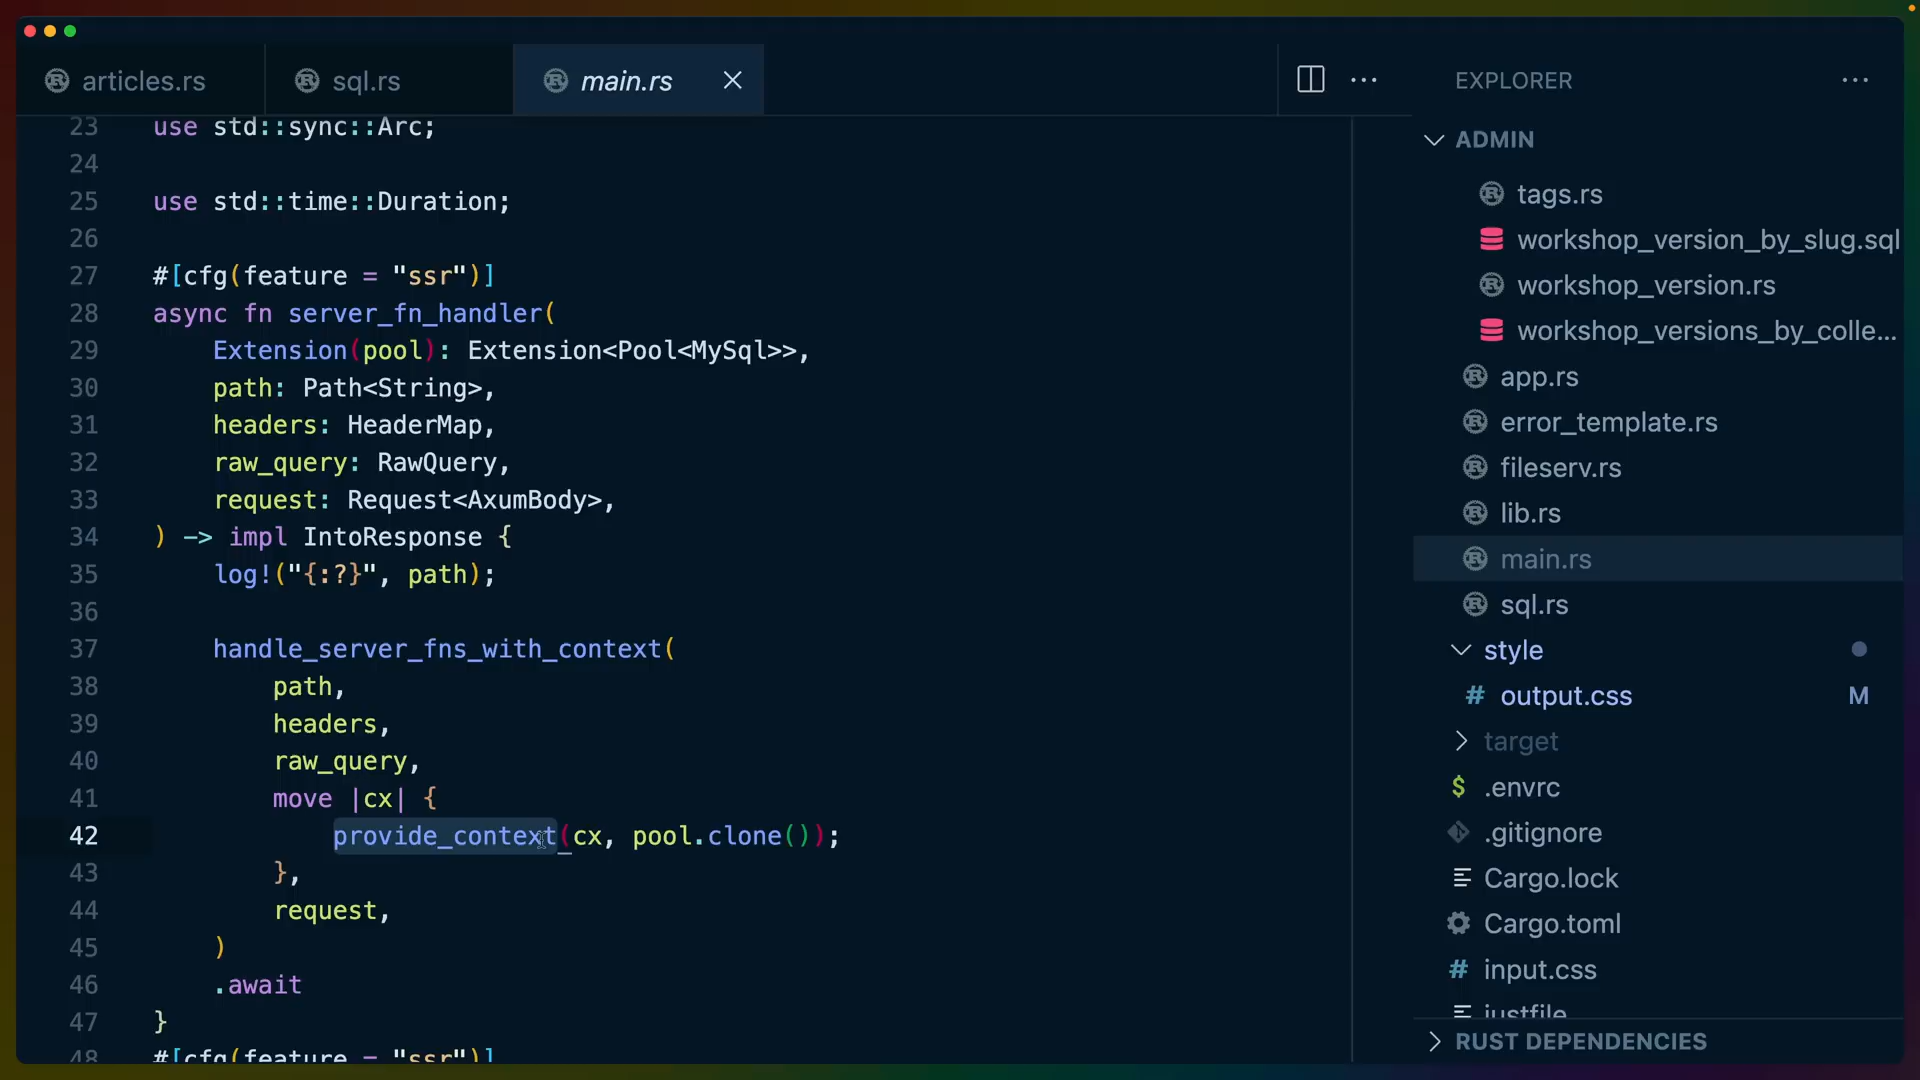 articles.rs
sql.rs
main.rs
23 use std::sync::Arc;
24
25 use std::time::Duration;
26
27 #[cfg(feature = "ssr")]
28 async fn server_fn_handler(
29     Extension(pool): Extension<Pool<MySql>>,
30     path: Path<String>,
31     headers: HeaderMap,
32     raw_query: RawQuery,
33     request: Request<AxumBody>,
34 ) -> impl IntoResponse {
35     log!("{:?}", path);
36
37     handle_server_fns_with_context(
38         path,
39         headers,
40         raw_query,
41         move |cx| {
42             provide_context(cx, pool.clone());
43         },
44         request,
45     )
46     .await
47 }
48 #[cfg(feature = "ssr")]
EXPLORER
ADMIN
tags.rs
workshop_version_by_slug.sql
workshop_version.rs
workshop_versions_by_colle...
app.rs
error_template.rs
fileserv.rs
lib.rs
main.rs
sql.rs
style
output.css M
target
.envrc
.gitignore
Cargo.lock
Cargo.toml
input.css
justfile
RUST DEPENDENCIES